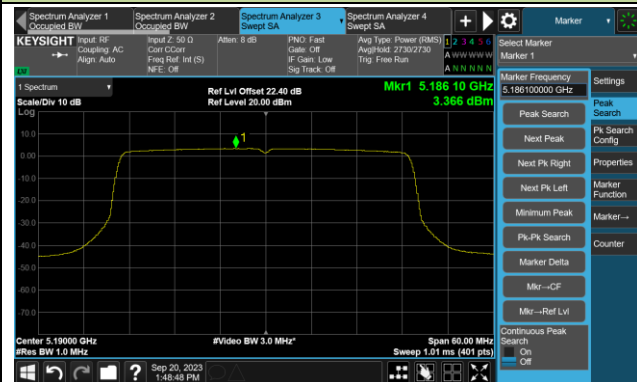 Spectrum Analyzer 1
Occupied BW
Spectrum Analyzer 2
Occupied BW
Spectrum Analyzer 3
Swept SA
Spectrum Analyzer 4
Swept SA
Marker
KEYSIGHT
Input: RF
Coupling: AC
Align: Auto
Input Z: 50 Ω
Corr CCorr
Freq Ref: Int (S)
NFE: Off
Atten: 8 dB
PNO: Fast
Gate: Off
IF Gain: Low
Sig Track: Off
Avg Type: Power (RMS)
Avg|Hold: 2730/2730
Trig: Free Run
1 2 3 4 5 6
A W W W W W
A N N N N N
Select Marker
Marker 1
1 Spectrum
Scale/Div 10 dB
Log
Ref Lvl Offset 22.40 dB
Ref Level 20.00 dBm
Mkr1 5.186 10 GHz
3.366 dBm
1
10.0
0.00
-10.0
-20.0
-30.0
-40.0
-50.0
-60.0
-70.0
Center 5.19000 GHz
#Res BW 1.0 MHz
#Video BW 3.0 MHz*
Span 60.00 MHz
Sweep 1.01 ms (401 pts)
Marker Frequency
5.186100000 GHz
Peak Search
Next Peak
Next Pk Right
Next Pk Left
Minimum Peak
Pk-Pk Search
Marker Delta
Mkr→CF
Mkr→Ref Lvl
Continuous Peak
Search
On
Off
Settings
Peak
Search
Pk Search
Config
Properties
Marker
Function
Marker→
Counter
Sep 20, 2023
1:48:48 PM